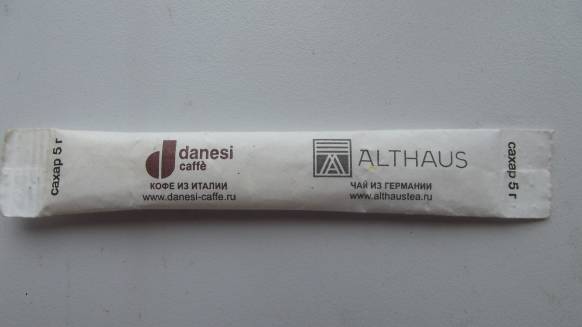 сахар 5 г
danesi
caffè
КОФЕ ИЗ ИТАЛИИ
www.danesi-caffe.ru
ALTHAUS
ЧАЙ ИЗ ГЕРМАНИИ
www.althaustea.ru
сахар 5 г